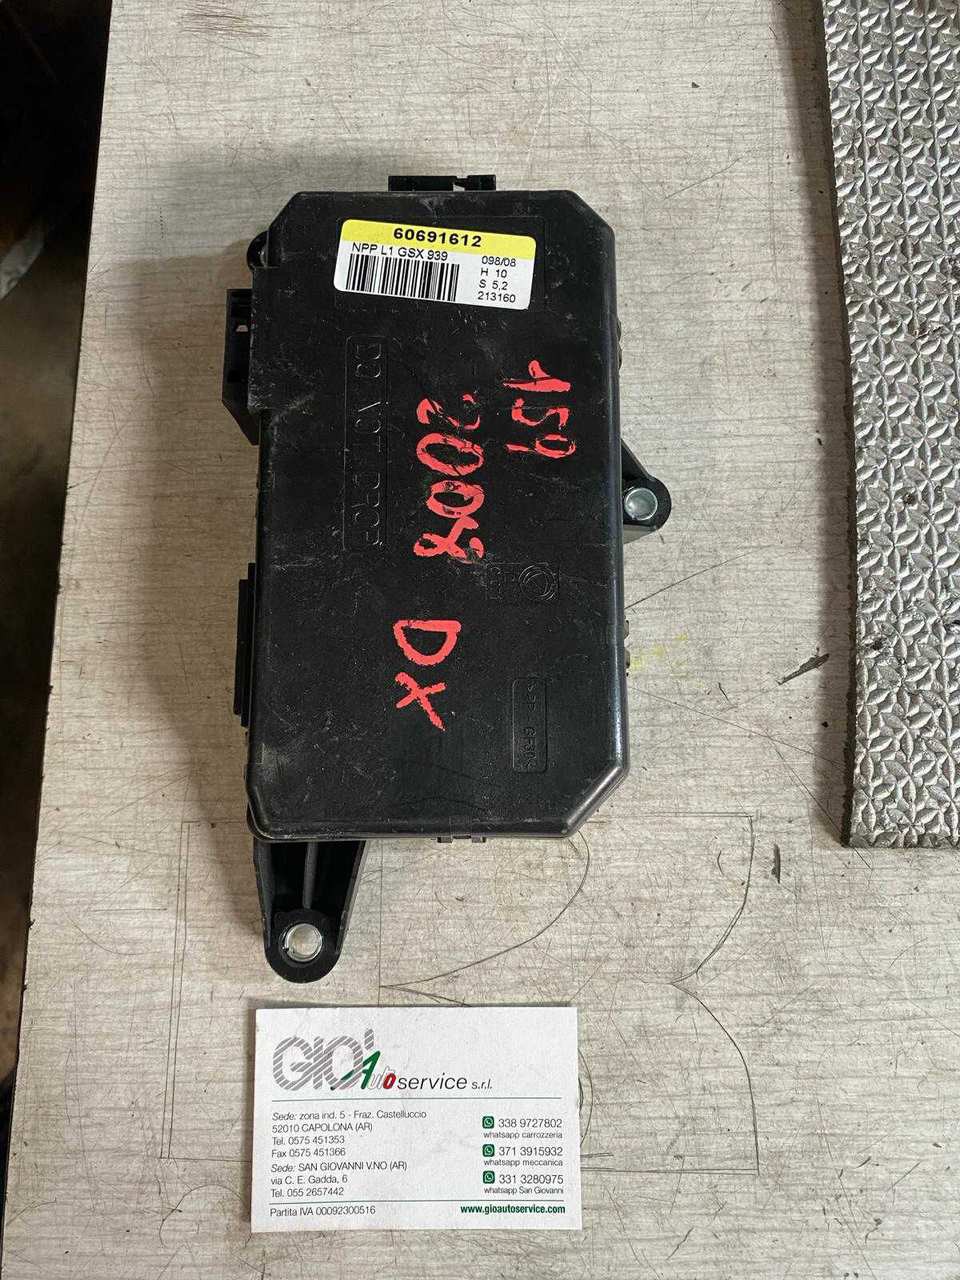 60691612
NPP L1 GSX 939
098/08
H 10
S 5,2
213160
159
2008
DX
GIO'
Auto service s.r.l.
Sede: zona ind. 5 - Fraz. Castelluccio
52010 CAPOLONA (AR)
Tel. 0575 451353
Fax 0575 451366
Sede: SAN GIOVANNI V.NO (AR)
via C. E. Gadda, 6
Tel. 055 2657442
Partita IVA 00092300516
338 9727802
whatsapp carrozzeria
371 3915932
whatsapp meccanica
331 3280975
whatsapp San Giovanni
www.gioautoservice.com